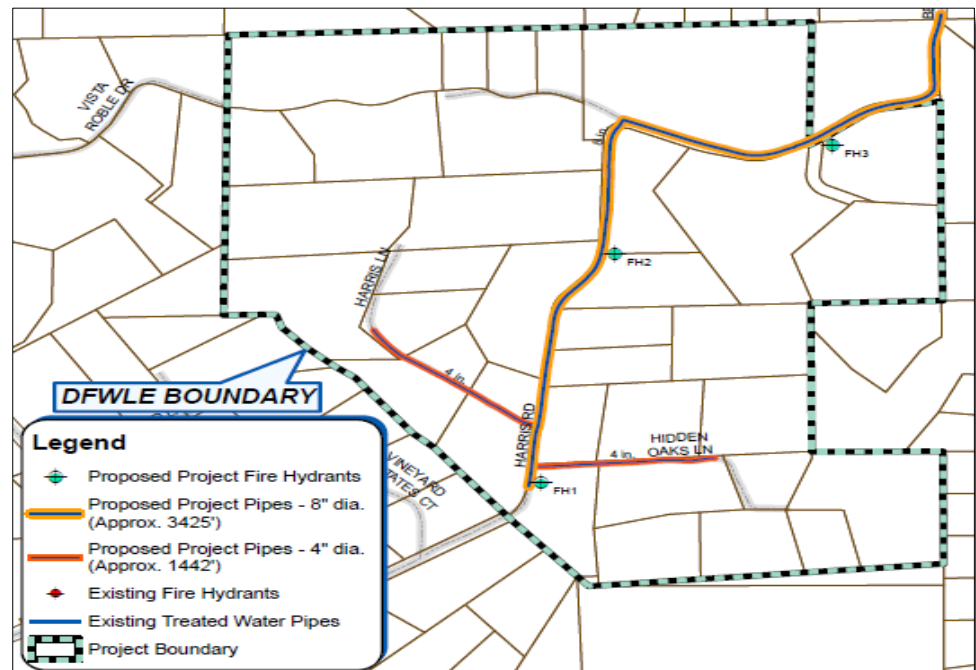 VISTA
ROBLE DR
8 in.
FH3
FH2
HARRIS LN
4 in.
HARRIS RD
HIDDEN
OAKS LN
4 in.
FH1
VINEYARD
TATES CT
DFWLE BOUNDARY
Legend
Proposed Project Fire Hydrants
Proposed Project Pipes - 8" dia.
(Approx. 3425')
Proposed Project Pipes - 4" dia.
(Approx. 1442')
Existing Fire Hydrants
Existing Treated Water Pipes
Project Boundary